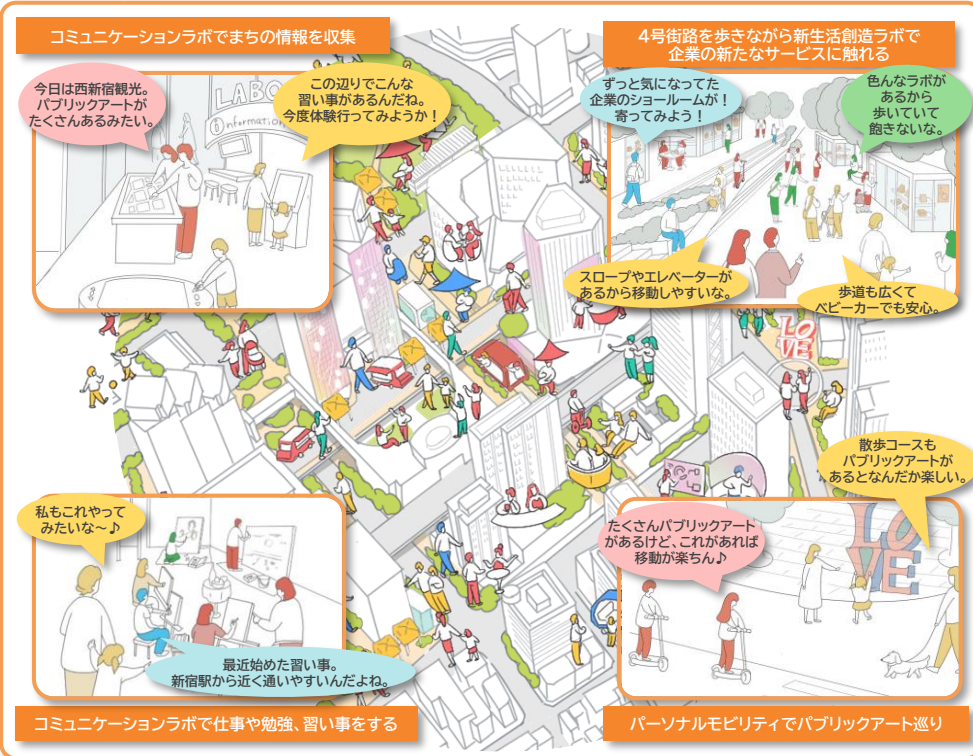 コミュニケーションラボでまちの情報を収集
今日は西新宿観光。
パブリックアートが
たくさんあるみたい。
この辺りでこんな
習い事があるんだね。
今度体験行ってみようか！
LABO
information
4号街路を歩きながら新生活創造ラボで
企業の新たなサービスに触れる
ずっと気になってた
企業のショールームが！
寄ってみよう！
色んなラボが
あるから
歩いていて
飽きないな。
スロープやエレベーターが
あるから移動しやすいな。
歩道も広くて
ベビーカーでも安心。
LO
VE
私もこれやって
みたいな～♪
最近始めた習い事。
新宿駅から近く通いやすいんだよね。
コミュニケーションラボで仕事や勉強、習い事をする
散歩コースも
パブリックアートが
あるとなんだか楽しい。
たくさんパブリックアート
があるけど、これがあれば
移動が楽ちん♪
LO
VE
パーソナルモビリティでパブリックアート巡り